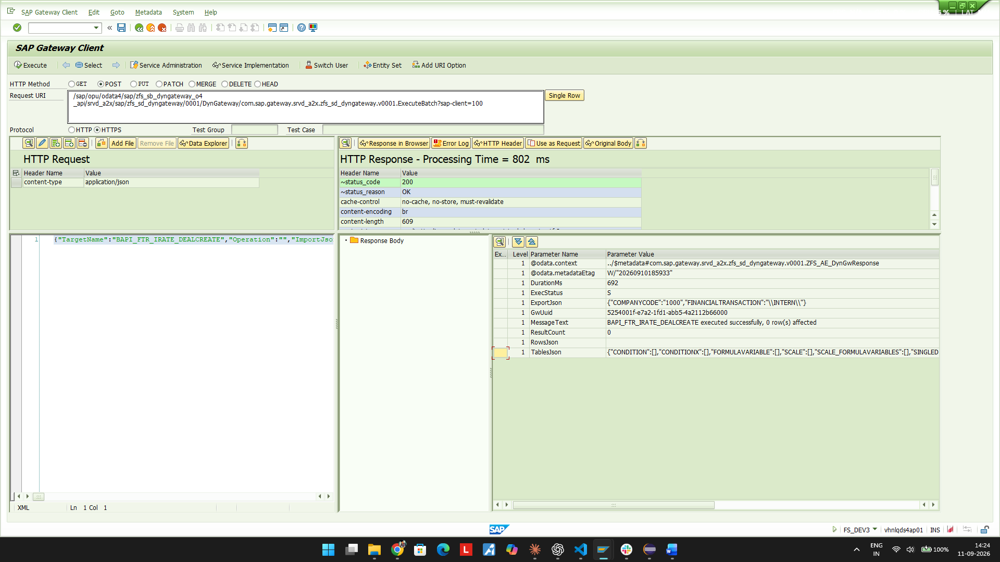 SAP Gateway Client Edit Goto Metadata System Help
SAP Gateway Client
Execute Select Service Administration Service Implementation Switch User Entity Set Add URI Option
HTTP Method GET POST PUT PATCH MERGE DELETE HEAD
Request URI /sap/opu/odata4/sap/zfs_sb_dyngateway_o4 Single Row
_api/srvd_a2x/sap/zfs_sd_dyngateway/0001/DynGateway/com.sap.gateway.srvd_a2x.zfs_sd_dyngateway.v0001.ExecuteBatch?sap-client=100
Protocol HTTP HTTPS Test Group Test Case
Add File Remove File Data Explorer
HTTP Request
Header Name Value
content-type application/json
Response in Browser Error Log HTTP Header Use as Request Original Body
HTTP Response - Processing Time = 802 ms
Header Name Value
~status_code 200
~status_reason OK
cache-control no-cache, no-store, must-revalidate
content-encoding br
content-length 609
1 {"TargetName":"BAPI_FTR_IRATE_DEALCREATE","Operation":"","ImportJso
XML Ln 1 Col 1
Response Body
Ex... Level Parameter Name Parameter Value
1 @odata.context ../$metadata#com.sap.gateway.srvd_a2x.zfs_sd_dyngateway.v0001.ZFS_AE_DynGwResponse
1 @odata.metadataEtag W/"20260910185933"
1 DurationMs 692
1 ExecStatus S
1 ExportJson {"COMPANYCODE":"1000","FINANCIALTRANSACTION":"\\INTERN\\"}
1 GwUuid 5254001f-e7a2-1fd1-abb5-4a2112b66000
1 MessageText BAPI_FTR_IRATE_DEALCREATE executed successfully, 0 row(s) affected
1 ResultCount 0
1 RowsJson
1 TablesJson {"CONDITION":[],"CONDITIONX":[],"FORMULAVARIABLE":[],"SCALE":[],"SCALE_FORMULAVARIABLES":[],"SINGLED
SAP
FS_DEV3 vhnlqds4ap01 INS
ENG
IN
100%
14:24
11-09-2026